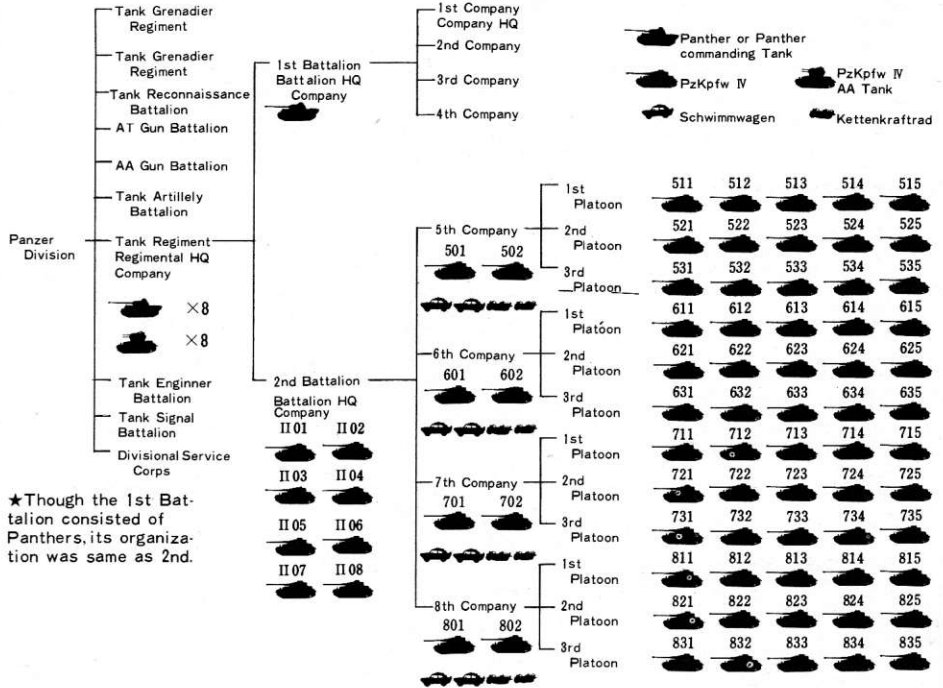 Tank Grenadier
Regiment
Tank Grenadier
Regiment
Tank Reconnaissance
Battalion
AT Gun Battalion
AA Gun Battalion
Tank Artillely
Battalion
Panzer
Division
Tank Regiment
Regimental HQ
Company
×8
×8
Tank Enginner
Battalion
Tank Signal
Battalion
Divisional Service
Corps
★Though the 1st Bat-
talion consisted of
Panthers, its organiza-
tion was same as 2nd.
1st Battalion
Battalion HQ
Company
1st Company
Company HQ
2nd Company
3rd Company
4th Company
Panther or Panther
commanding Tank
PzKpfw IV
PzKpfw IV
AA Tank
Schwimmwagen
Kettenkraftrad
2nd Battalion
Battalion HQ
Company
II 01 II 02
II 03 II 04
II 05 II 06
II 07 II 08
5th Company
501 502
1st
Platoon
511 512 513 514 515
2nd
Platoon
521 522 523 524 525
3rd
Platoon
531 532 533 534 535
6th Company
601 602
1st
Platoon
611 612 613 614 615
2nd
Platoon
621 622 623 624 625
3rd
Platoon
631 632 633 634 635
7th Company
701 702
1st
Platoon
711 712 713 714 715
2nd
Platoon
721 722 723 724 725
3rd
Platoon
731 732 733 734 735
8th Company
801 802
1st
Platoon
811 812 813 814 815
2nd
Platoon
821 822 823 824 825
3rd
Platoon
831 832 833 834 835